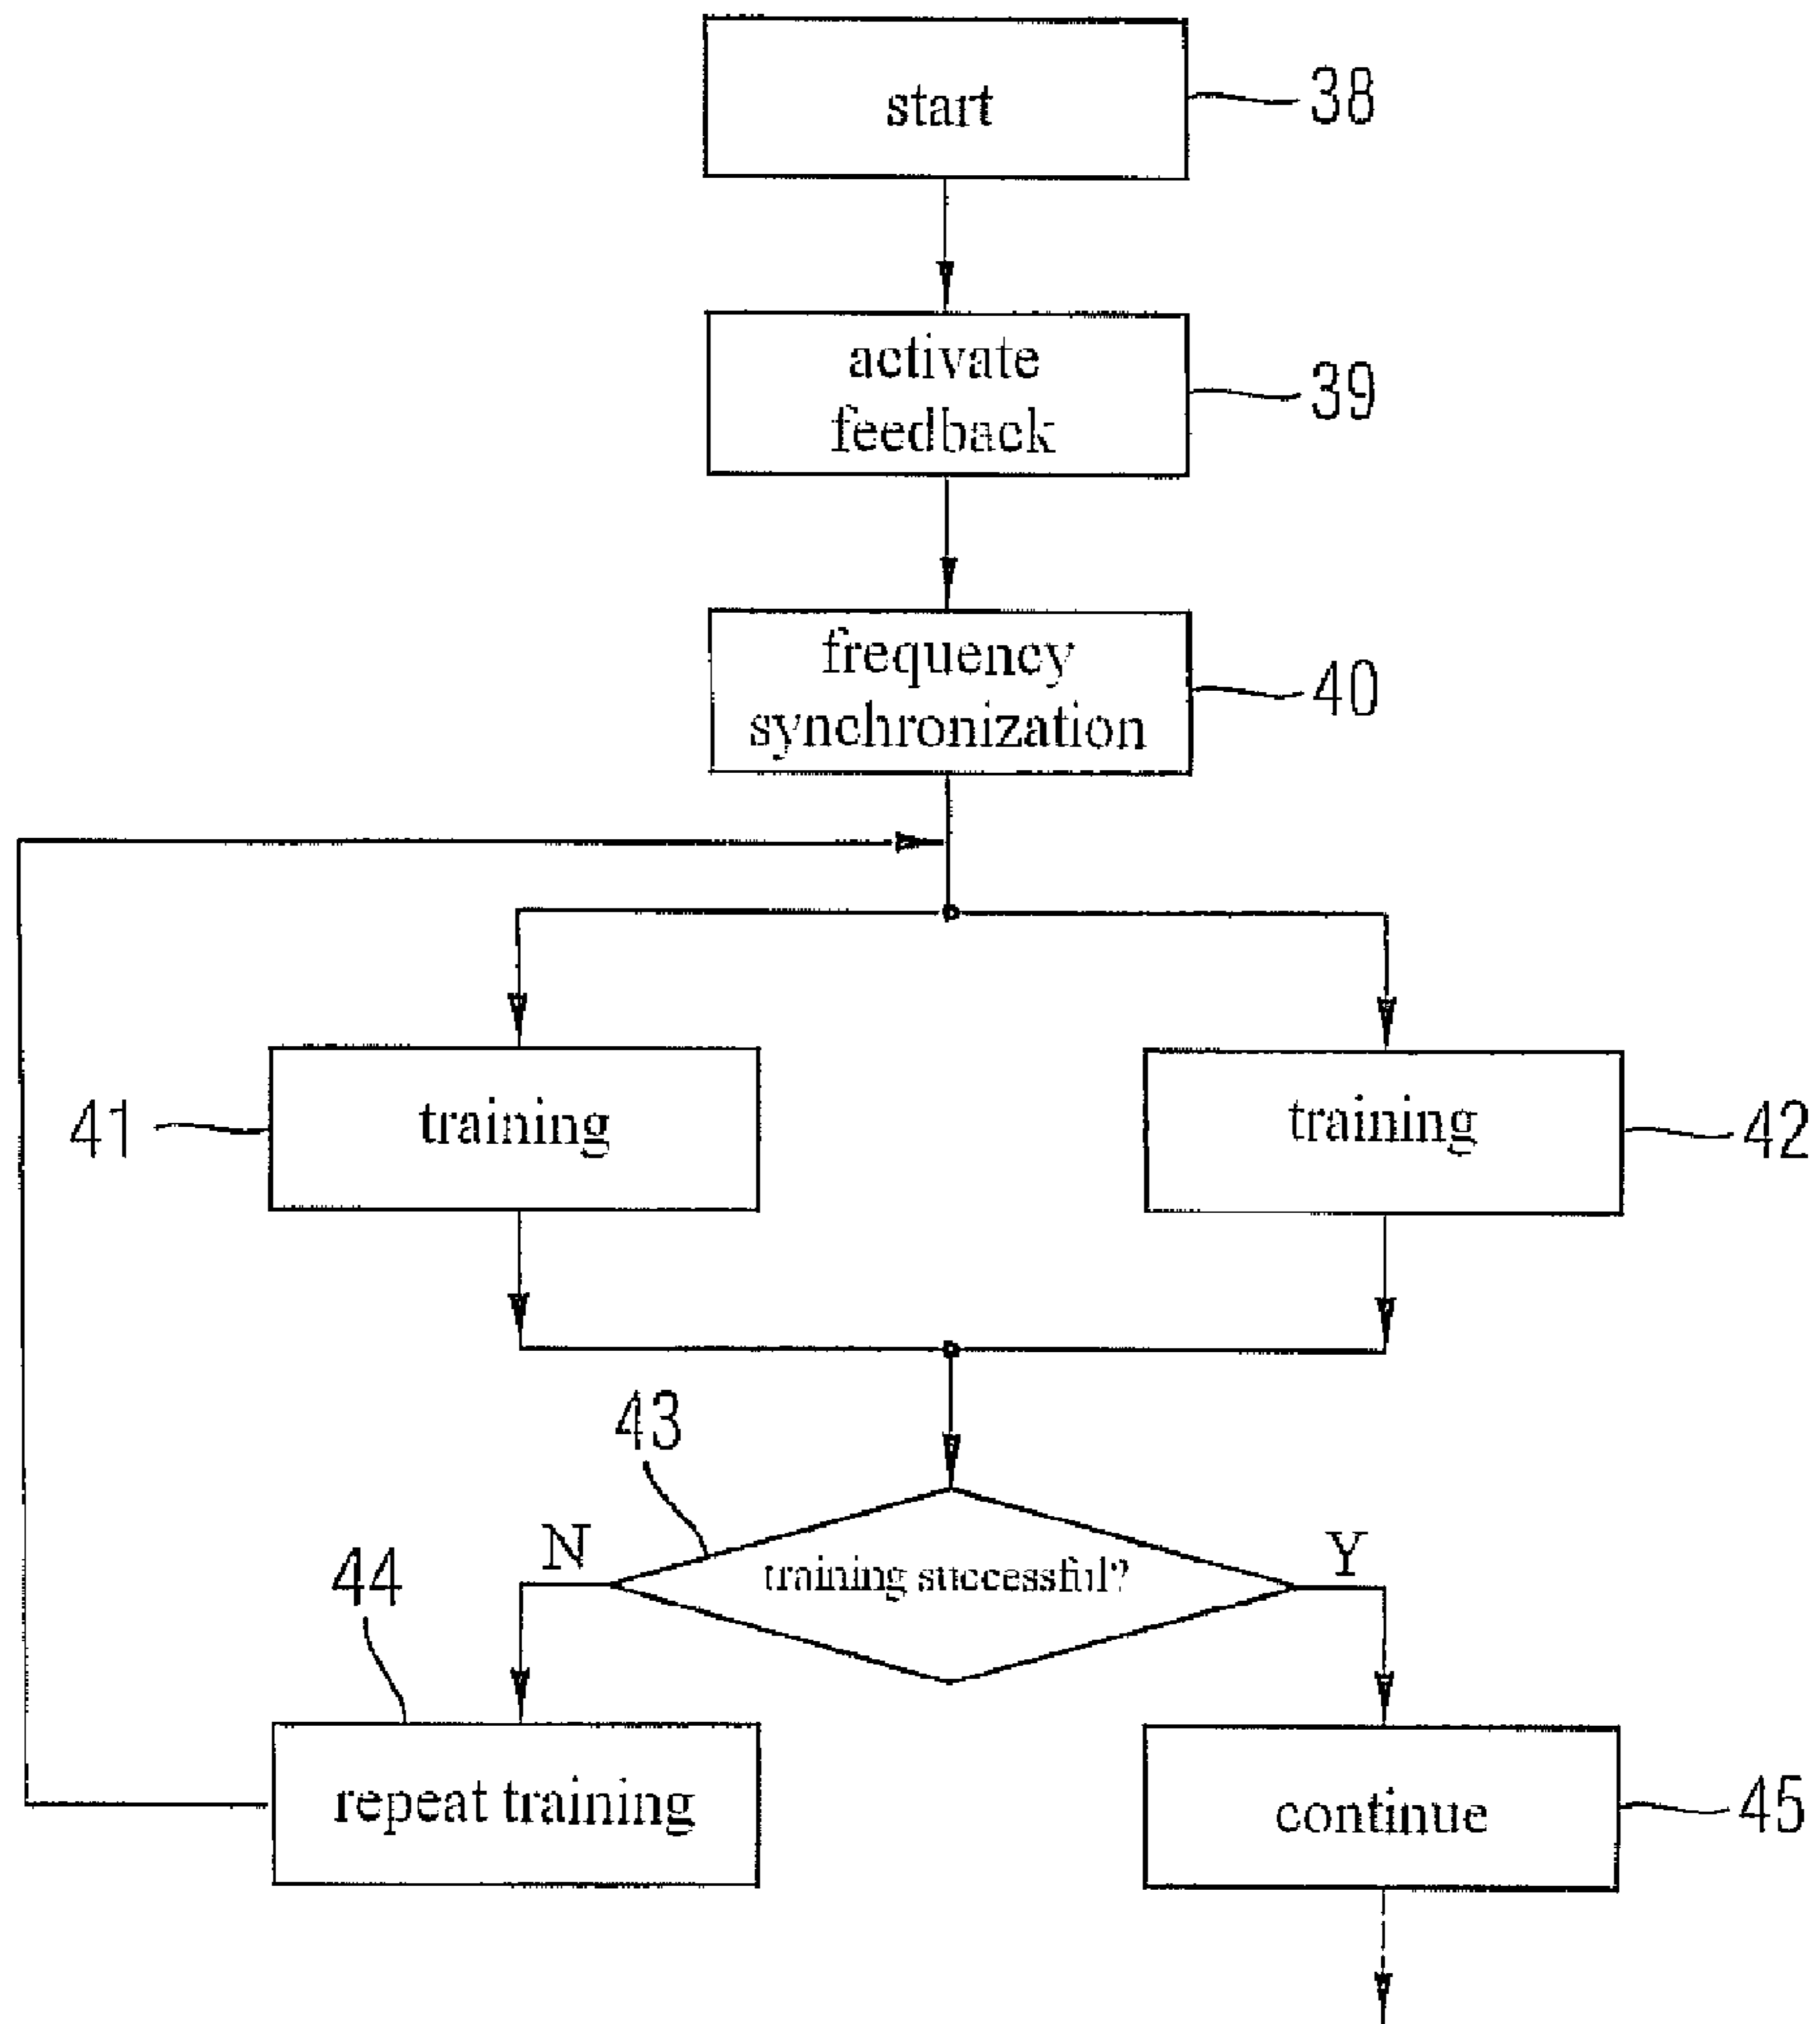 start
38
activate
feedback
39
frequency
synchronization
40
41
training
training
42
43
N
training successful?
Y
44
repeat training
continue
45